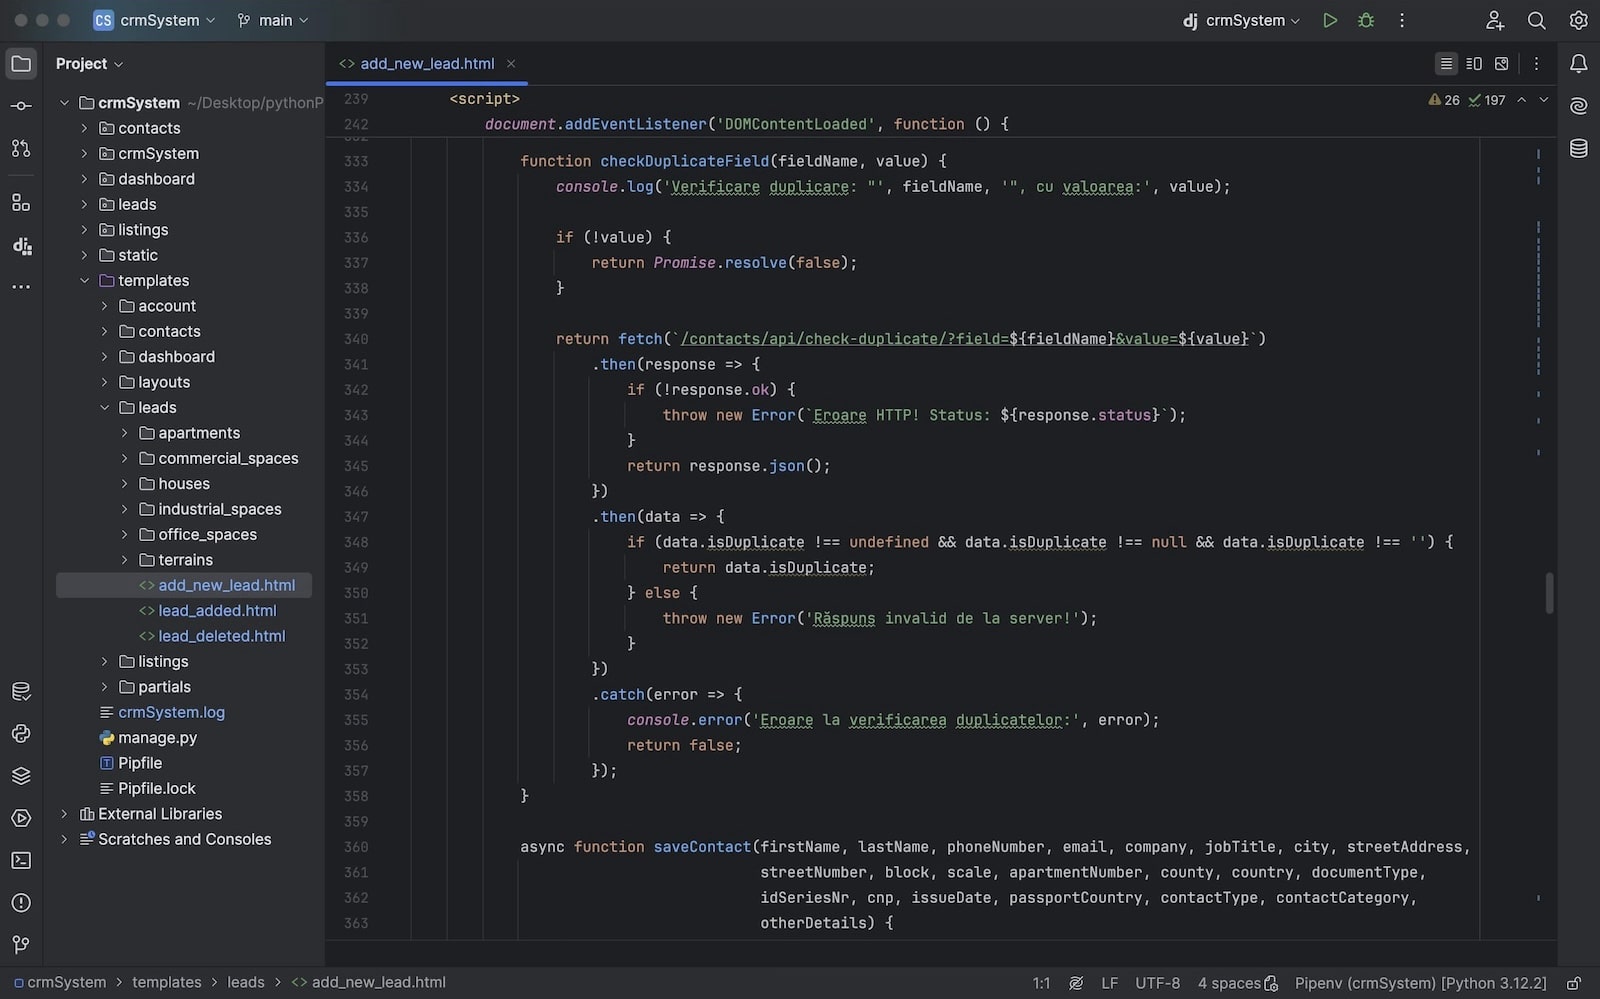 CS crmSystem main
dj crmSystem
Project
add_new_lead.html
crmSystem ~/Desktop/pythonP
contacts
crmSystem
dashboard
leads
listings
static
templates
account
contacts
dashboard
layouts
leads
apartments
commercial_spaces
houses
industrial_spaces
office_spaces
terrains
add_new_lead.html
lead_added.html
lead_deleted.html
listings
partials
crmSystem.log
manage.py
Pipfile
Pipfile.lock
External Libraries
Scratches and Consoles
26 197
239 <script>
242 document.addEventListener('DOMContentLoaded', function () {
333 function checkDuplicateField(fieldName, value) {
334 console.log('Verificare duplicare: "', fieldName, '", cu valoarea:', value);
335
336 if (!value) {
337 return Promise.resolve(false);
338 }
339
340 return fetch(`/contacts/api/check-duplicate/?field=${fieldName}&value=${value}`)
341 .then(response => {
342 if (!response.ok) {
343 throw new Error(`Eroare HTTP! Status: ${response.status}`);
344 }
345 return response.json();
346 })
347 .then(data => {
348 if (data.isDuplicate !== undefined && data.isDuplicate !== null && data.isDuplicate !== '') {
349 return data.isDuplicate;
350 } else {
351 throw new Error('Răspuns invalid de la server!');
352 }
353 })
354 .catch(error => {
355 console.error('Eroare la verificarea duplicatelor:', error);
356 return false;
357 });
358 }
359
360 async function saveContact(firstName, lastName, phoneNumber, email, company, jobTitle, city, streetAddress,
361 streetNumber, block, scale, apartmentNumber, county, country, documentType,
362 idSeriesNr, cnp, issueDate, passportCountry, contactType, contactCategory,
363 otherDetails) {
crmSystem > templates > leads > <> add_new_lead.html
1:1 LF UTF-8 4 spaces Pipenv (crmSystem) [Python 3.12.2]